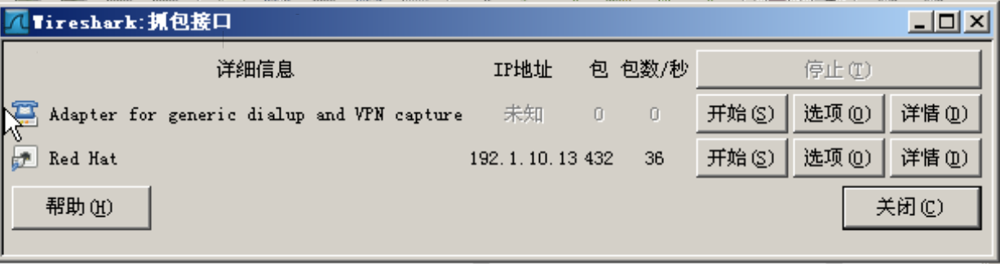 Wireshark:抓包接口
详细信息 IP地址 包 包数/秒 停止(T)
Adapter for generic dialup and VPN capture 未知 0 0 开始(S) 选项(O) 详情(D)
Red Hat 192.1.10.13 432 36 开始(S) 选项(O) 详情(D)
帮助(H) 关闭(C)